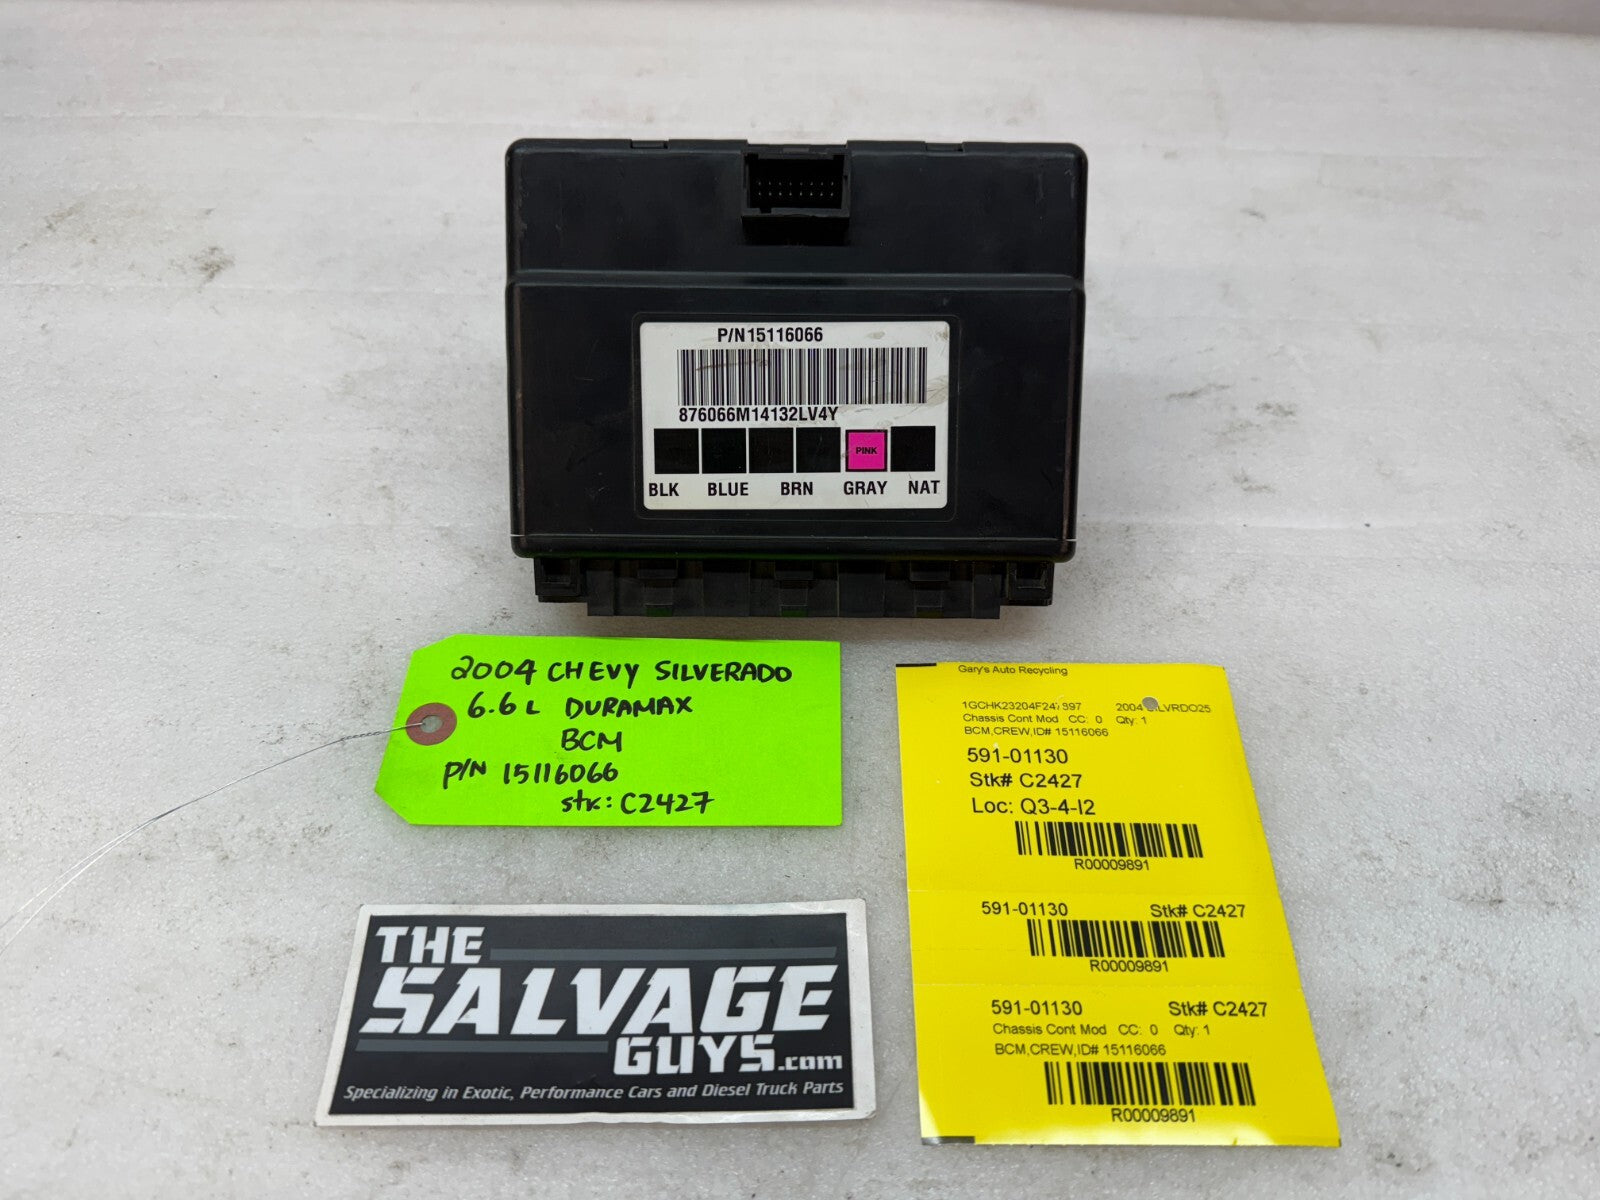 P/N15116066
876066M14132LV4Y
PINK
BLK BLUE BRN GRAY NAT
2004 CHEVY SILVERADO
6.6L DURAMAX
BCM
P/N 15116066
stk: C2427
THE
SALVAGE
GUYS.com
Specializing in Exotic, Performance Cars and Diesel Truck Parts
Gary's Auto Recycling
2004
Chassis Cont Mod CC: 0 Qty: 1
BCM,CREW,ID# 15116066
591-01130
Stk# C2427
Loc: Q3-4-I2
R00009891
591-01130 Stk# C2427
R00009891
591-01130 Stk# C2427
Chassis Cont Mod CC: 0 Qty: 1
BCM,CREW,ID# 15116066
R00009891